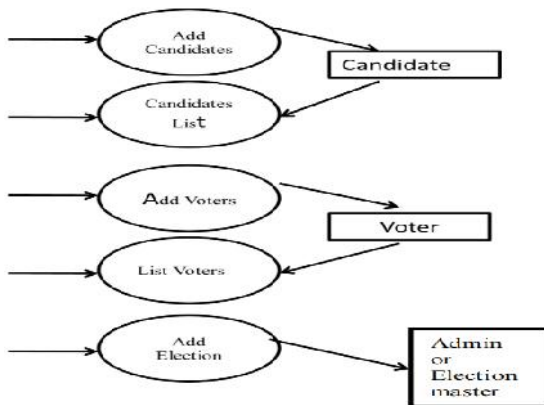 Add
Candidates
Candidate
Candidates
List
Add Voters
Voter
List Voters
Add
Election
Admin
or
Election
master